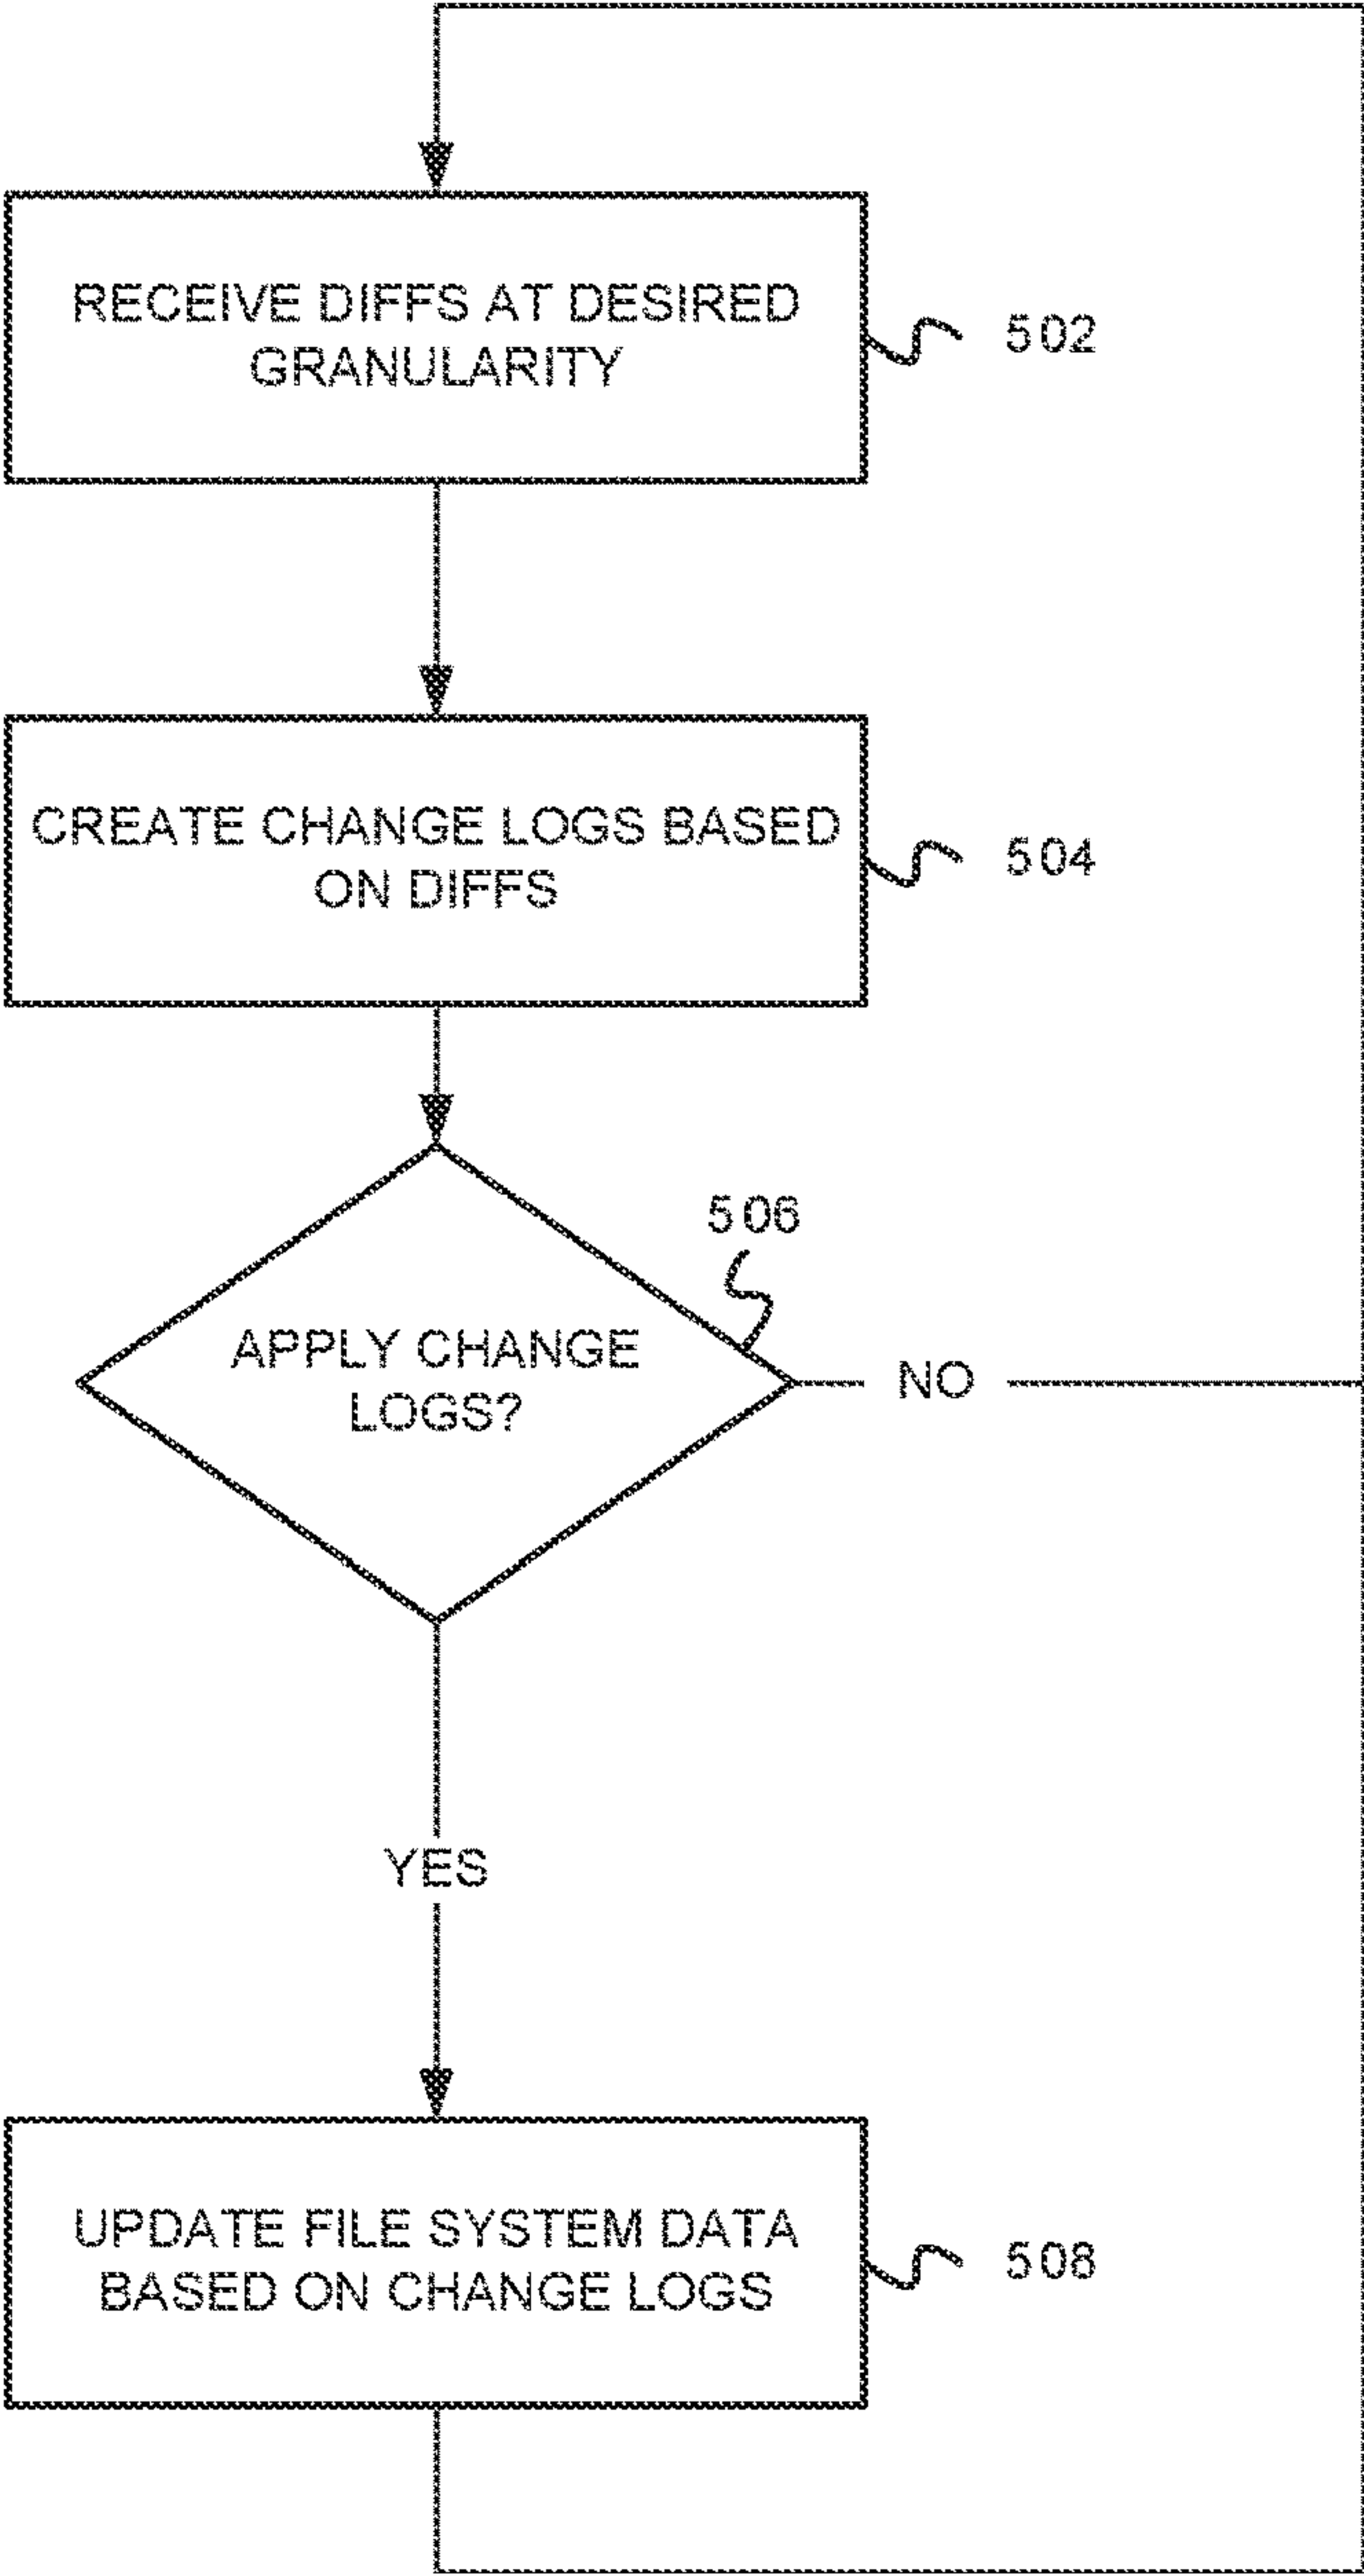 RECEIVE DIFFS AT DESIRED
GRANULARITY
502
CREATE CHANGE LOGS BASED
ON DIFFS
504
506
APPLY CHANGE
LOGS?
NO
YES
UPDATE FILE SYSTEM DATA
BASED ON CHANGE LOGS
508